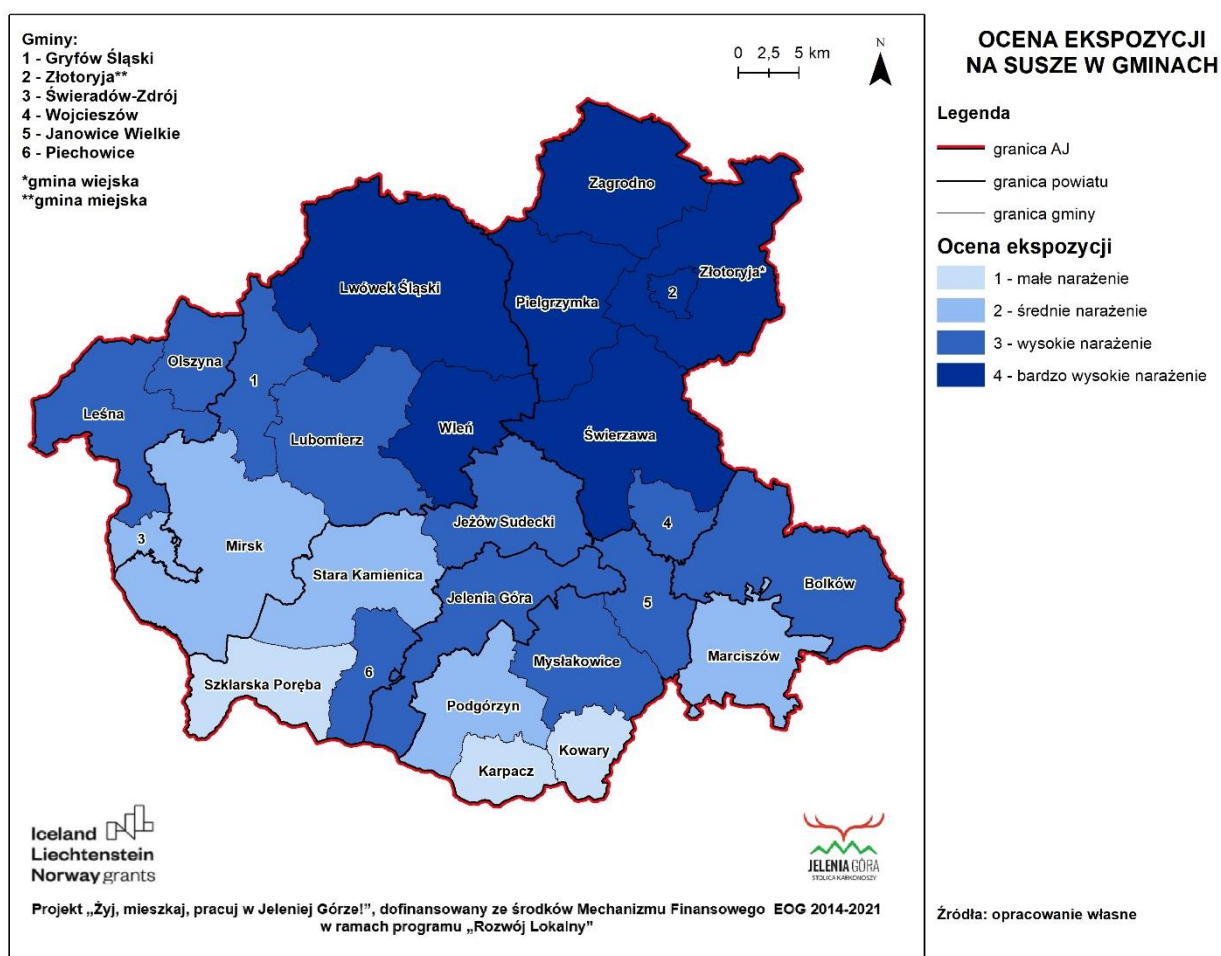 Gminy:
1 - Gryfów Śląski
2 - Złotoryja**
3 - Świeradów-Zdrój
4 - Wojcieszów
5 - Janowice Wielkie
6 - Piechowice
*gmina wiejska
**gmina miejska
0 2,5 5 km
N
Zagrodno
Złotoryja*
2
Lwówek Śląski
Pielgrzymka
Olszyna
1
Leśna
Lubomierz
Wleń
Świerzawa
Jeżów Sudecki
4
3
Mirsk
Stara Kamienica
Bolków
Jelenia Góra
5
Mysłakowice
Marciszów
6
Szklarska Poręba
Podgórzyn
Kowary
Karpacz
Iceland
Liechtenstein
Norway grants
JELENIA GÓRA
STOLICA KARKONOSZY
Projekt „Żyj, mieszkaj, pracuj w Jeleniej Górze!”, dofinansowany ze środków Mechanizmu Finansowego EOG 2014-2021
w ramach programu „Rozwój Lokalny”
OCENA EKSPOZYCJI
NA SUSZE W GMINACH
Legenda
granica AJ
granica powiatu
granica gminy
Ocena ekspozycji
1 - małe narażenie
2 - średnie narażenie
3 - wysokie narażenie
4 - bardzo wysokie narażenie
Źródła: opracowanie własne